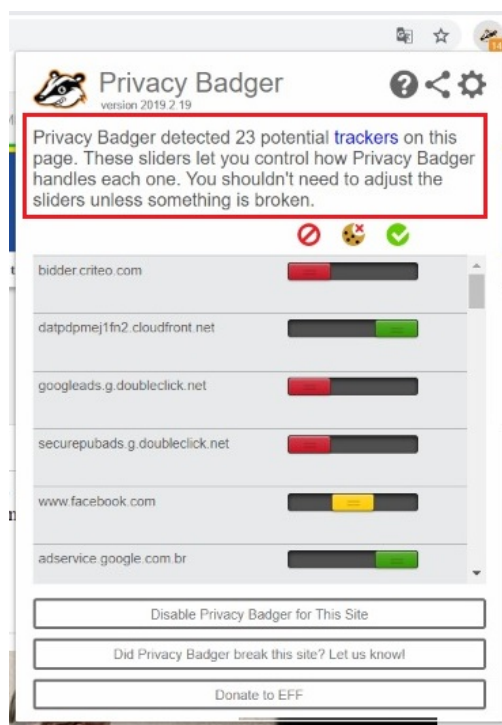 14
Privacy Badger
version 2019.2.19
Privacy Badger detected 23 potential trackers on this
page. These sliders let you control how Privacy Badger
handles each one. You shouldn't need to adjust the
sliders unless something is broken.
bidder.criteo.com
datpdpmej1fn2.cloudfront.net
googleads.g.doubleclick.net
securepubads.g.doubleclick.net
www.facebook.com
adservice.google.com.br
Disable Privacy Badger for This Site
Did Privacy Badger break this site? Let us know!
Donate to EFF